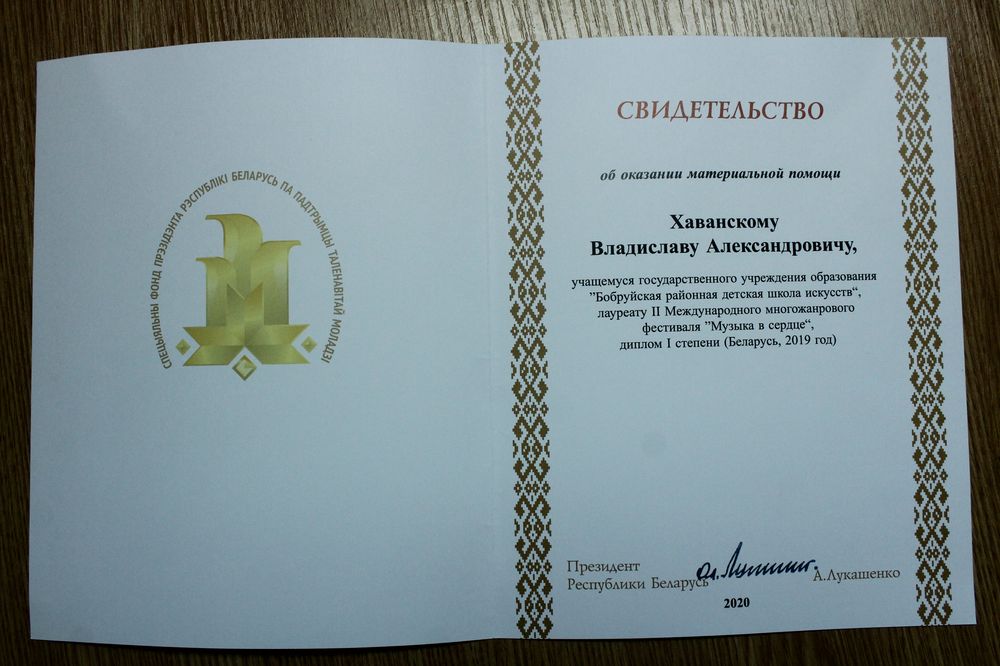 СПЕЦЫЯЛЬНЫ ФОНД ПРЭЗІДЭНТА РЭСПУБЛІКІ БЕЛАРУСЬ ПА ПАДТРЫМЦЫ ТАЛЕНАВІТАЙ МОЛАДЗІ
СВИДЕТЕЛЬСТВО
об оказании материальной помощи
Хаванскому
Владиславу Александровичу,
учащемуся государственного учреждения образования
”Бобруйская районная детская школа искусств“,
лауреату II Международного многожанрового
фестиваля ”Музыка в сердце“,
диплом I степени (Беларусь, 2019 год)
Президент
Республики Беларусь
А.Лукашенко
2020